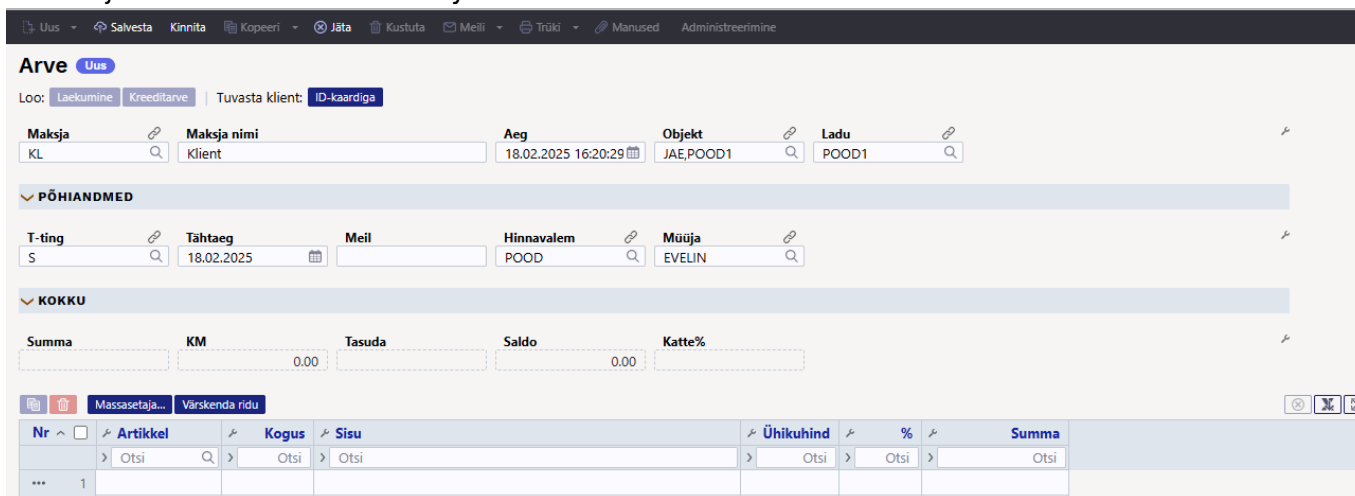 Uus Salvesta Kinnita Kopeeri Jäta Kustuta Meili Trüki Manused Administreerimine
Arve Uus
Loo: Laekumine Kreeditarve | Tuvasta klient: ID-kaardiga
Maksja Maksja nimi Aeg Objekt Ladu
KL Klient 18.02.2025 16:20:29 JAE,POOD1 POOD1
PÕHIANDMED
T-ting Tähtaeg Meil Hinnavalem Müüja
S 18.02.2025 POOD EVELIN
KOKKU
Summa KM Tasuda Saldo Katte%
0.00 0.00
Massasetaja... Värskenda ridu
Nr Artikkel Kogus Sisu Ühikuhind % Summa
> Otsi > Otsi > Otsi > Otsi > Otsi > Otsi
... 1